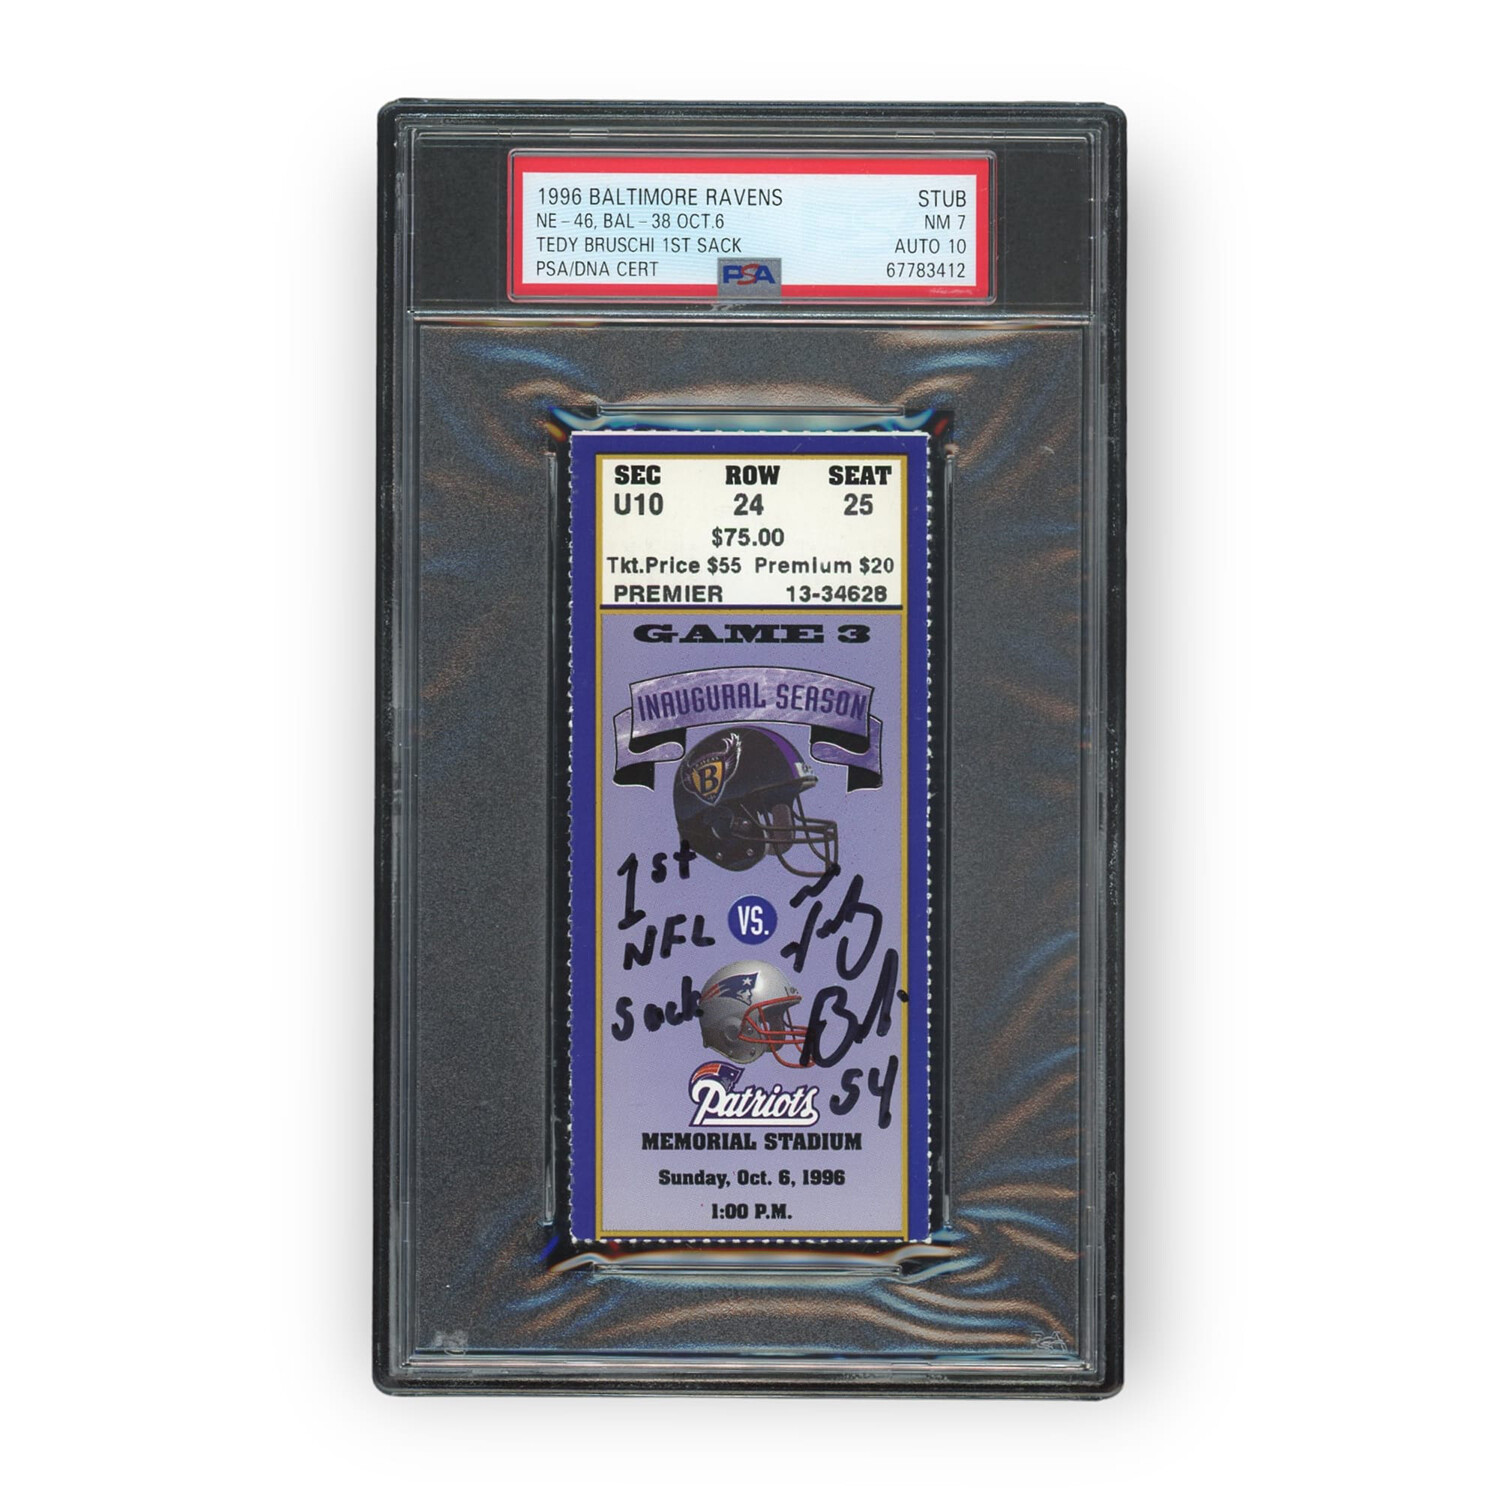 1996 BALTIMORE RAVENS STUB
NE-46, BAL-38 OCT.6 NM 7
TEDY BRUSCHI 1ST SACK AUTO 10
PSA/DNA CERT PSA 67783412
SEC ROW SEAT
U10 24 25
$75.00
Tkt.Price $55 Premium $20
PREMIER 13-34628
GAME 3
INAUGURAL SEASON
B
1st
NFL
Sack
VS.
Tedy
Bruschi
54
Patriots
MEMORIAL STADIUM
Sunday, Oct. 6, 1996
1:00 P.M.